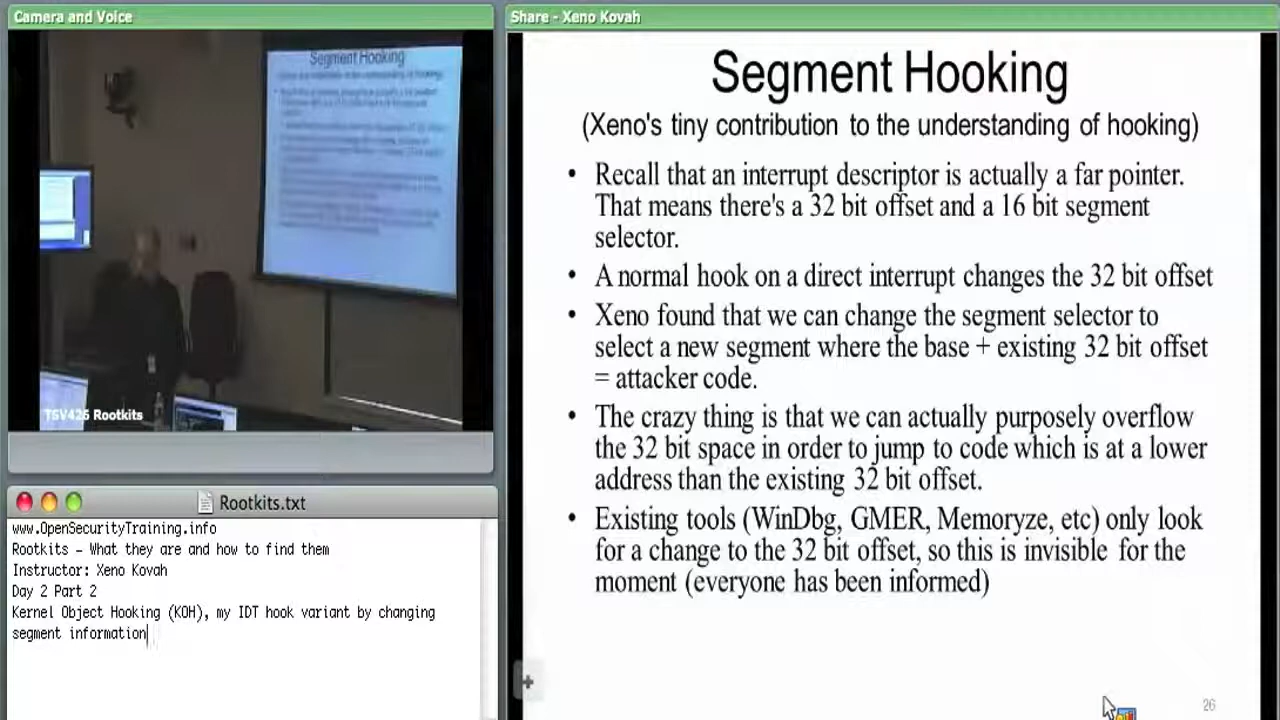 Camera and Voice
Segment Hooking
TSV426 Rootkits
Rootkits.txt
www.OpenSecurityTraining.info
Rootkits – What they are and how to find them
Instructor: Xeno Kovah
Day 2 Part 2
Kernel Object Hooking (KOH), my IDT hook variant by changing
segment information
Share - Xeno Kovah
Segment Hooking
(Xeno's tiny contribution to the understanding of hooking)
• Recall that an interrupt descriptor is actually a far pointer.
That means there's a 32 bit offset and a 16 bit segment
selector.
• A normal hook on a direct interrupt changes the 32 bit offset
• Xeno found that we can change the segment selector to
select a new segment where the base + existing 32 bit offset
= attacker code.
• The crazy thing is that we can actually purposely overflow
the 32 bit space in order to jump to code which is at a lower
address than the existing 32 bit offset.
• Existing tools (WinDbg, GMER, Memoryze, etc) only look
for a change to the 32 bit offset, so this is invisible for the
moment (everyone has been informed)
26